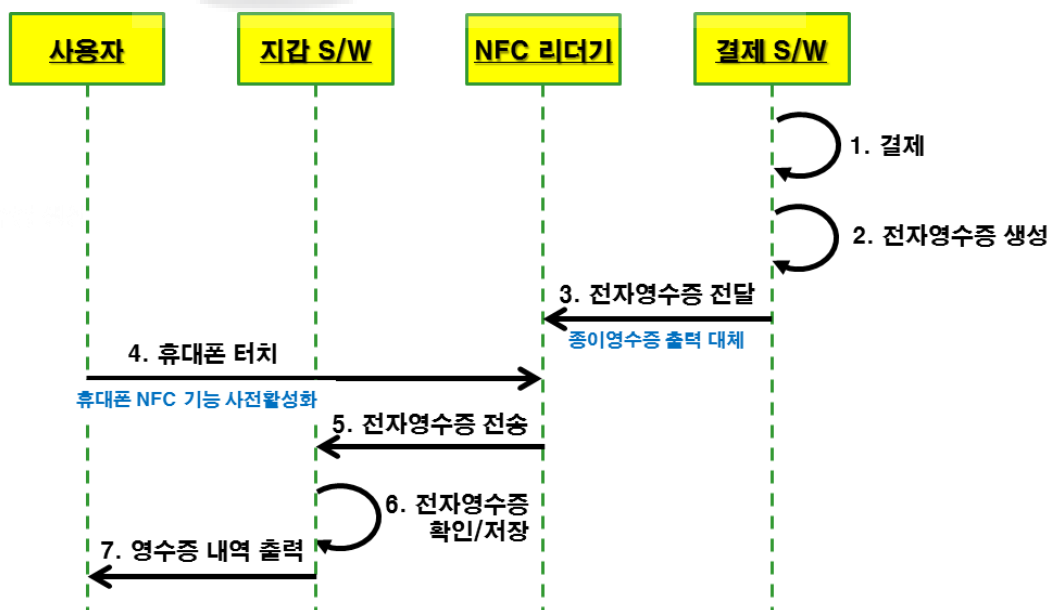 사용자
지갑 S/W
NFC 리더기
결제 S/W
1. 결제
2. 전자영수증 생성
3. 전자영수증 전달
종이영수증 출력 대체
4. 휴대폰 터치
휴대폰 NFC 기능 사전활성화
5. 전자영수증 전송
6. 전자영수증
확인/저장
7. 영수증 내역 출력